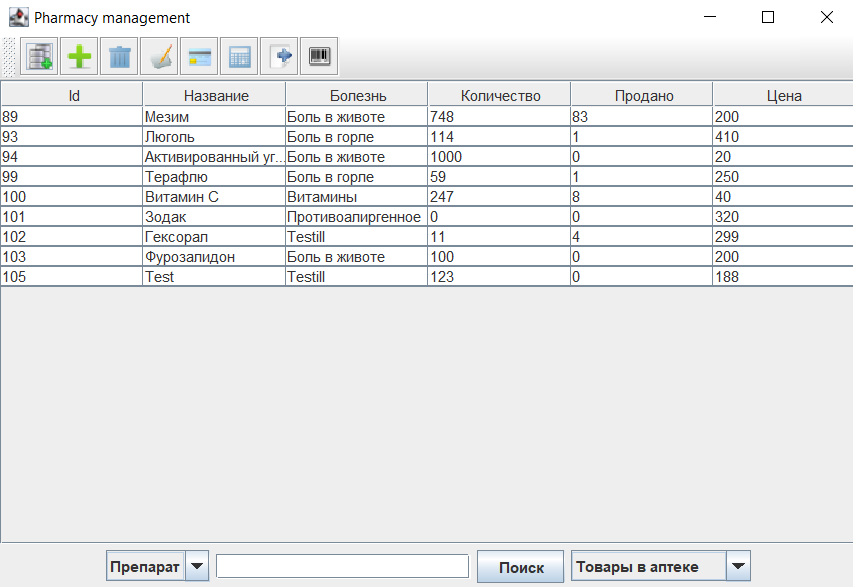 Pharmacy management
Id Название Болезнь Количество Продано Цена
89 Мезим Боль в животе 748 83 200
93 Люголь Боль в горле 114 1 410
94 Активированный уг... Боль в животе 1000 0 20
99 Терафлю Боль в горле 59 1 250
100 Витамин С Витамины 247 8 40
101 Зодак Противоалиргенное 0 0 320
102 Гексорал Testill 11 4 299
103 Фурозалидон Боль в животе 100 0 200
105 Test Testill 123 0 188
Препарат Поиск Товары в аптеке